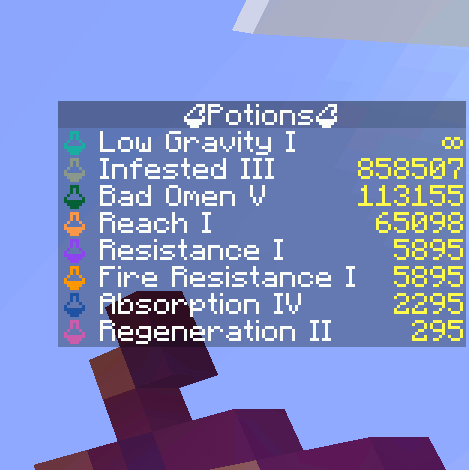 Potions
Low Gravity I ∞
Infested III 858507
Bad Omen V 113155
Reach I 65098
Resistance I 5895
Fire Resistance I 5895
Absorption IV 2295
Regeneration II 295